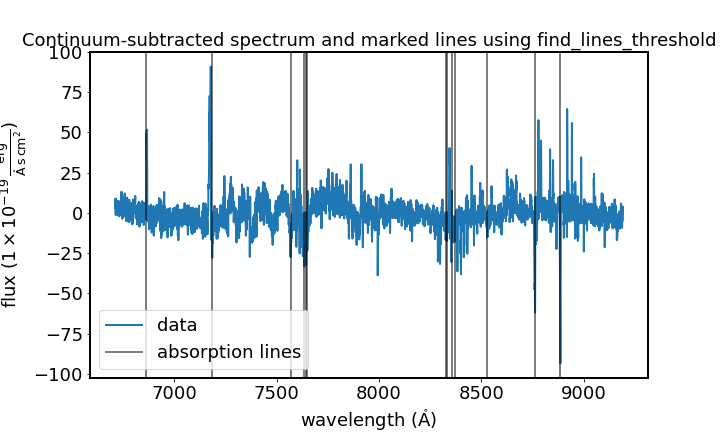 Continuum-subtracted spectrum and marked lines using find_lines_threshold
100
75
50
25
0
−25
−50
−75
−100
flux (1 × 10⁻¹⁹ erg / Å s cm²)
data
absorption lines
7000 7500 8000 8500 9000
wavelength (Å)